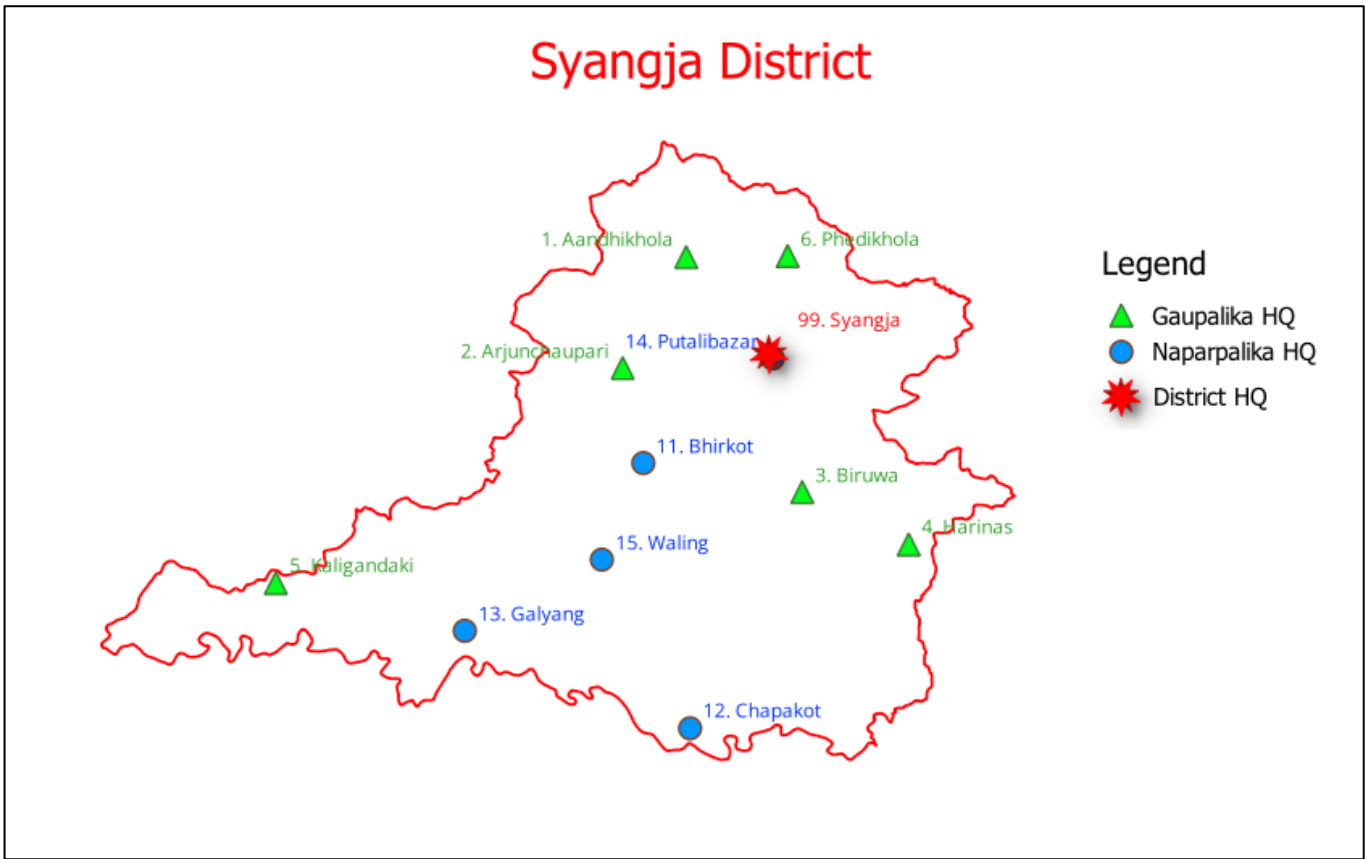 Syangja District
1. Aandhikhola
6. Phedikhola
99. Syangja
14. Putalibazar
2. Arjunchaupari
11. Bhirkot
3. Biruwa
4. Harinas
15. Waling
5. Kaligandaki
13. Galyang
12. Chapakot
Legend
Gaupalika HQ
Naparpalika HQ
District HQ